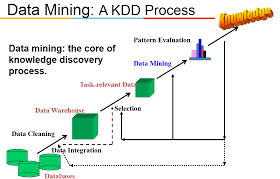 Data Mining: A KDD Process
Knowledge
Data mining: the core of
knowledge discovery
process.
Pattern Evaluation
Data Mining
Task-relevant Data
Data Warehouse
Selection
Data Cleaning
Data Integration
Databases